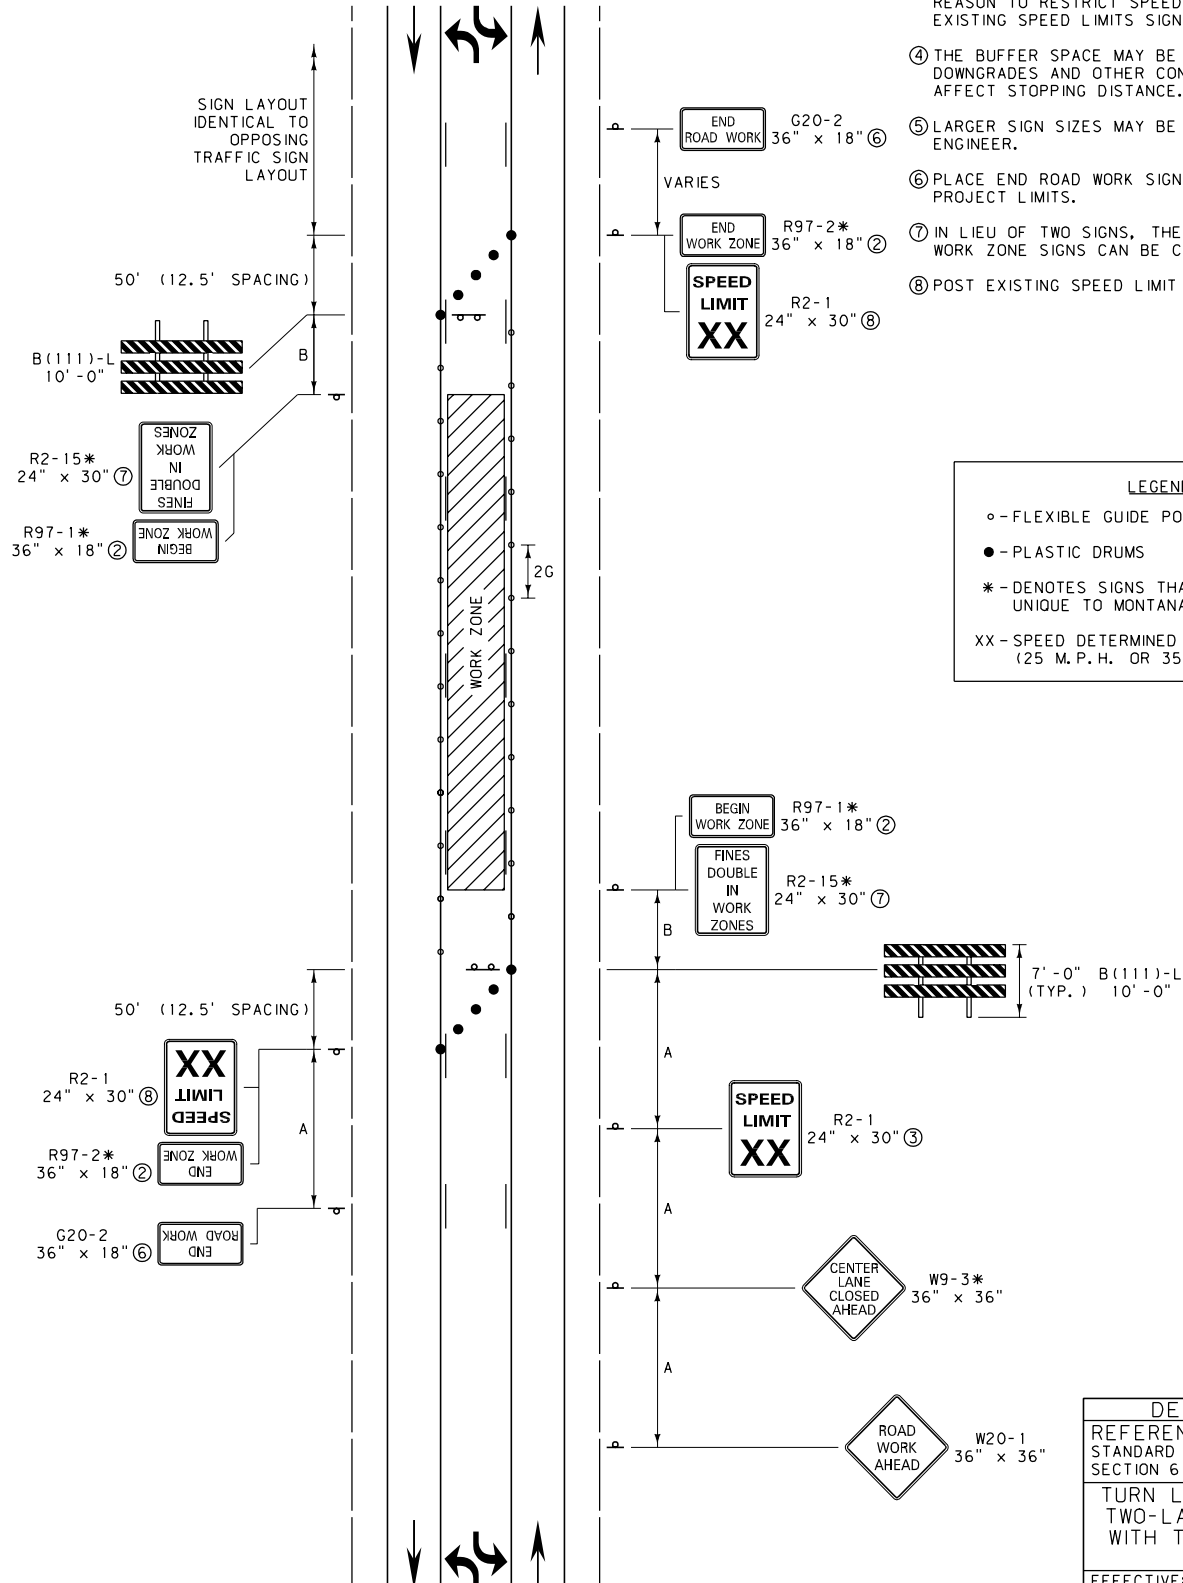 REASON TO RESTRICT SPEED
EXISTING SPEED LIMITS SIGN
④ THE BUFFER SPACE MAY BE
DOWNGRADES AND OTHER CON
AFFECT STOPPING DISTANCE.
⑤ LARGER SIGN SIZES MAY BE
ENGINEER.
⑥ PLACE END ROAD WORK SIGN
PROJECT LIMITS.
⑦ IN LIEU OF TWO SIGNS, THE
WORK ZONE SIGNS CAN BE C
⑧ POST EXISTING SPEED LIMIT
SIGN LAYOUT
IDENTICAL TO
OPPOSING
TRAFFIC SIGN
LAYOUT
50' (12.5' SPACING)
B
B(111)-L
10'-0"
R2-15*
24" x 30" ⑦
FINES
DOUBLE
IN
WORK
ZONES
R97-1*
36" x 18" ②
BEGIN
WORK ZONE
END
ROAD WORK
G20-2
36" x 18" ⑥
VARIES
END
WORK ZONE
R97-2*
36" x 18" ②
SPEED
LIMIT
XX
R2-1
24" x 30" ⑧
LEGEN
○ - FLEXIBLE GUIDE PO
● - PLASTIC DRUMS
* - DENOTES SIGNS THA
UNIQUE TO MONTANA
XX - SPEED DETERMINED
(25 M.P.H. OR 35
2G
WORK ZONE
BEGIN
WORK ZONE
R97-1*
36" x 18" ②
FINES
DOUBLE
IN
WORK
ZONES
R2-15*
24" x 30" ⑦
B
7'-0"
(TYP.)
B(111)-L
10'-0"
50' (12.5' SPACING)
A
R2-1
24" x 30" ⑧
SPEED
LIMIT
XX
A
R97-2*
36" x 18" ②
END
WORK ZONE
G20-2
36" x 18" ⑥
END
ROAD WORK
SPEED
LIMIT
XX
R2-1
24" x 30" ③
A
CENTER
LANE
CLOSED
AHEAD
W9-3*
36" x 36"
A
ROAD
WORK
AHEAD
W20-1
36" x 36"
DE
REFEREN
STANDARD
SECTION 6
TURN L
TWO-LA
WITH T
EFFECTIVE: